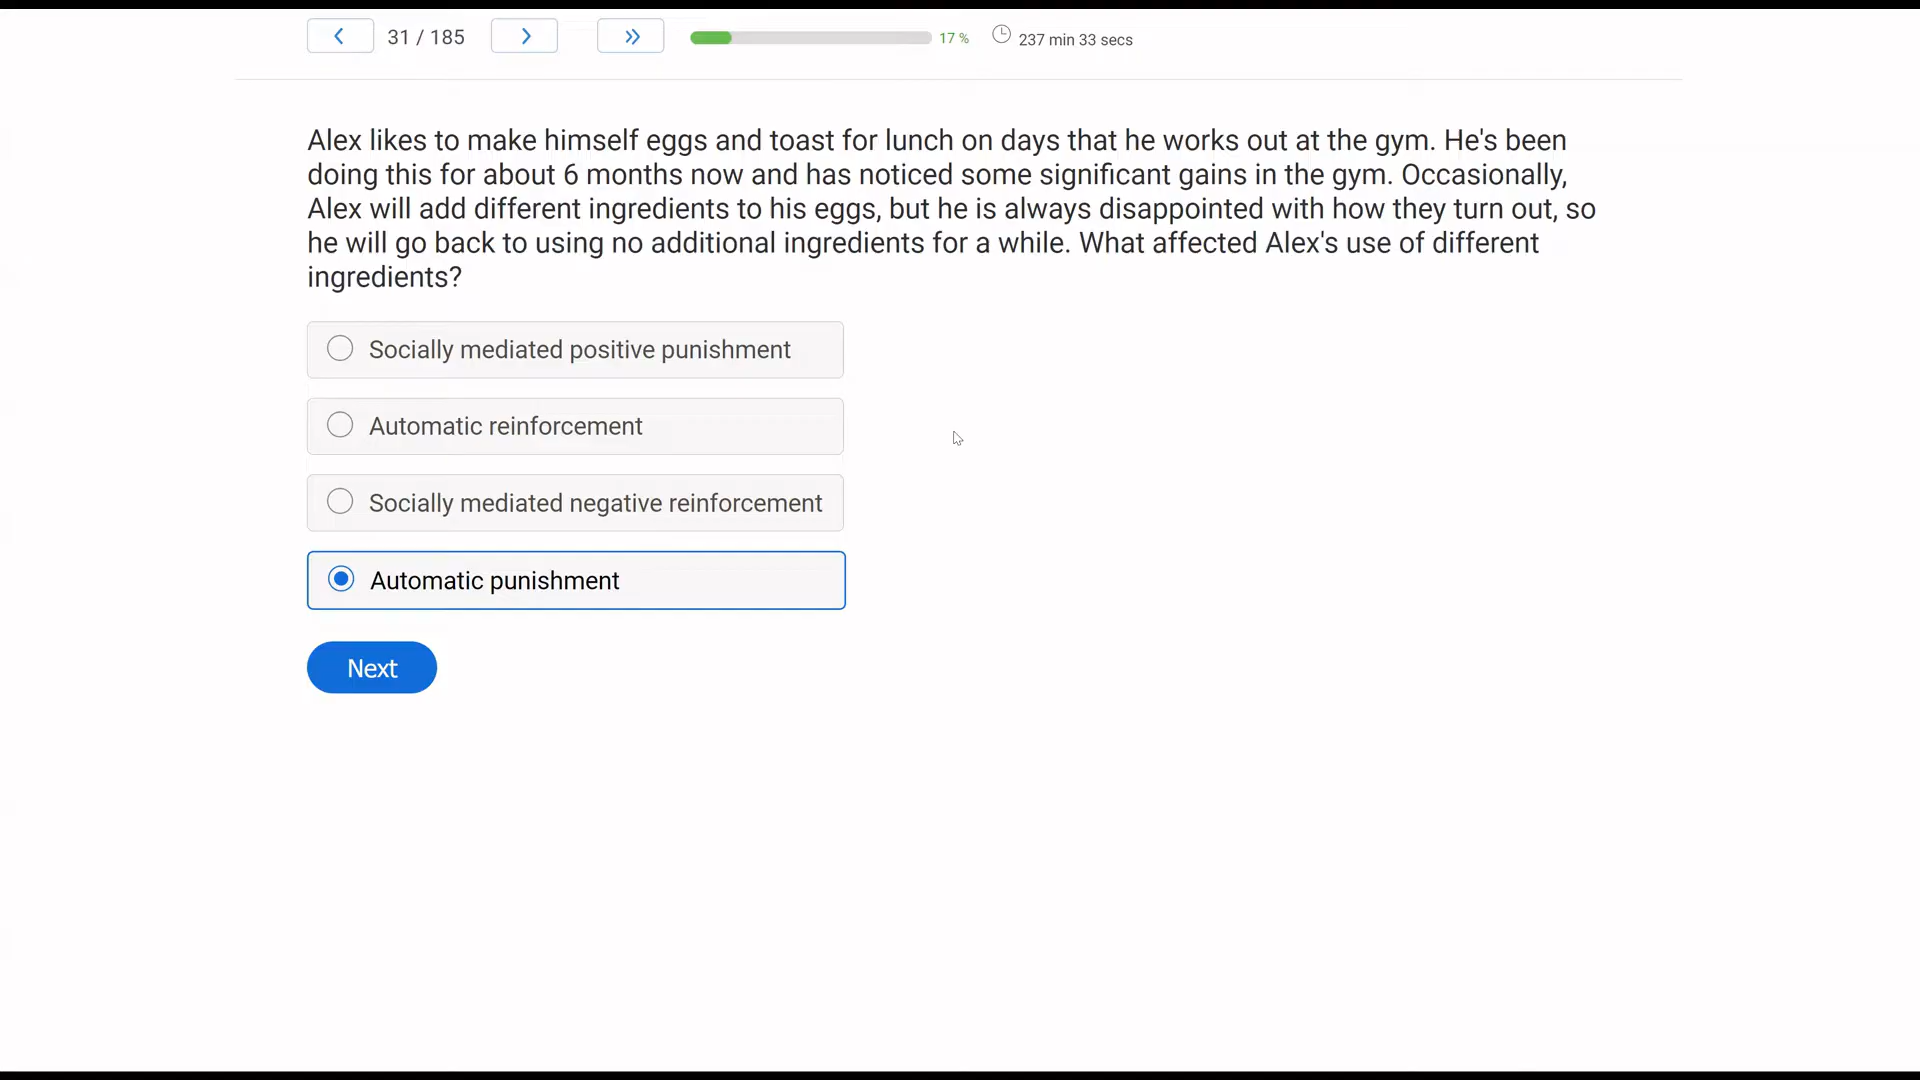 31 / 185
17 %
237 min 33 secs
Alex likes to make himself eggs and toast for lunch on days that he works out at the gym. He's been
doing this for about 6 months now and has noticed some significant gains in the gym. Occasionally,
Alex will add different ingredients to his eggs, but he is always disappointed with how they turn out, so
he will go back to using no additional ingredients for a while. What affected Alex's use of different
ingredients?
Socially mediated positive punishment
Automatic reinforcement
Socially mediated negative reinforcement
Automatic punishment
Next